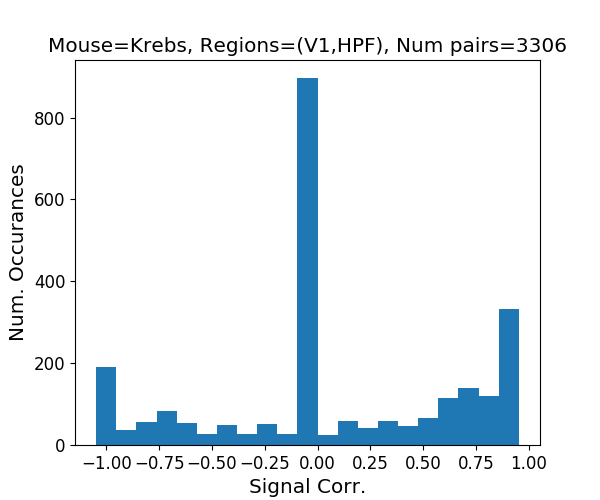 Mouse=Krebs, Regions=(V1,HPF), Num pairs=3306
800
600
400
200
0
Num. Occurances
−1.00 −0.75 −0.50 −0.25 0.00 0.25 0.50 0.75 1.00
Signal Corr.